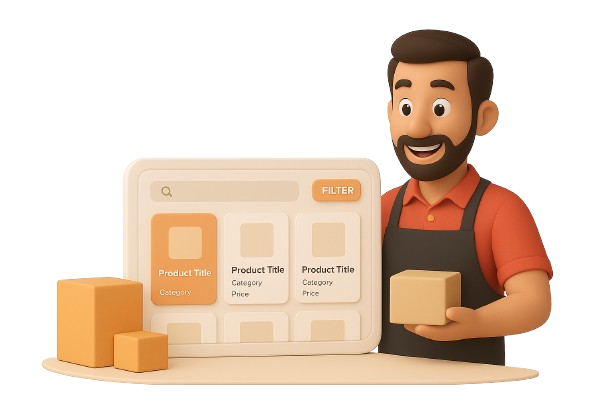 FILTER
Product Title
Category
Product Title
Category
Price
Product Title
Category
Price